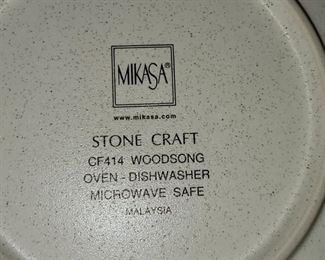 MIKASA®
www.mikasa.com
STONE CRAFT
CF414 WOODSONG
OVEN - DISHWASHER
MICROWAVE SAFE
MALAYSIA